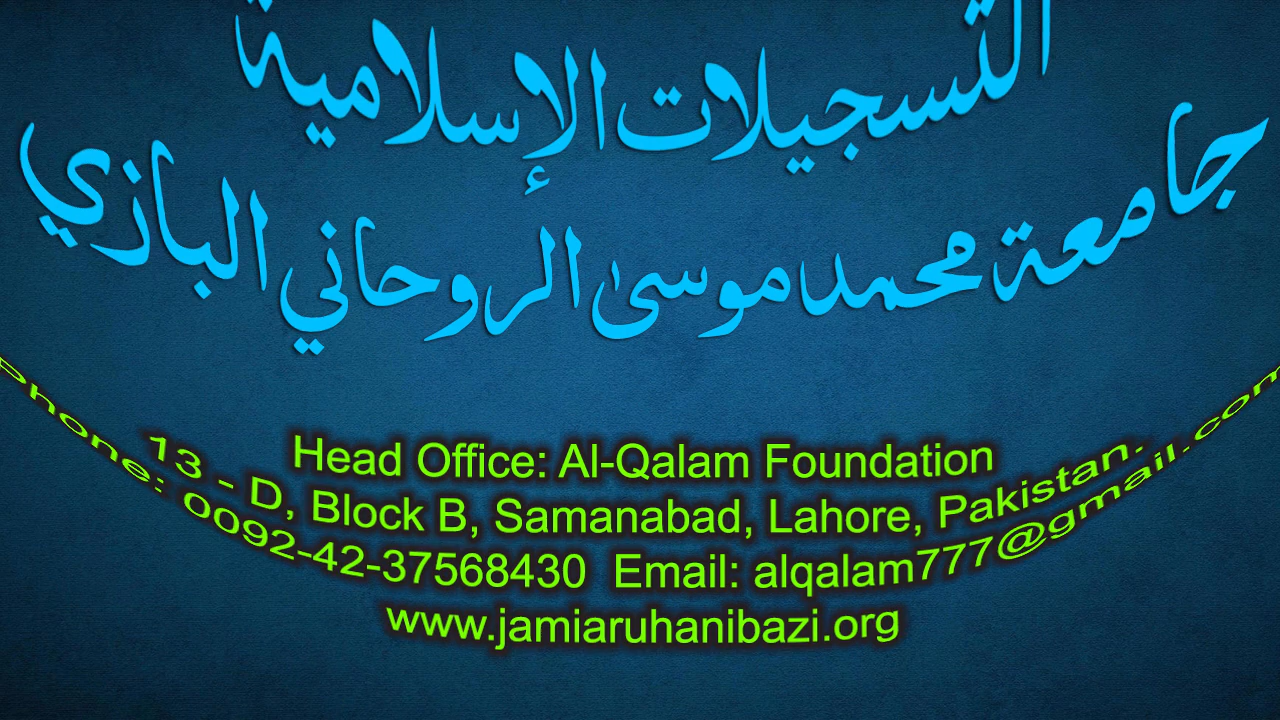 التسجيلات الإسلامية
جامعة محمد موسىٰ الروحاني البازي
Head Office: Al-Qalam Foundation
13 - D, Block B, Samanabad, Lahore, Pakistan.
Phone: 0092-42-37568430  Email: alqalam777@gmail.com
www.jamiaruhanibazi.org